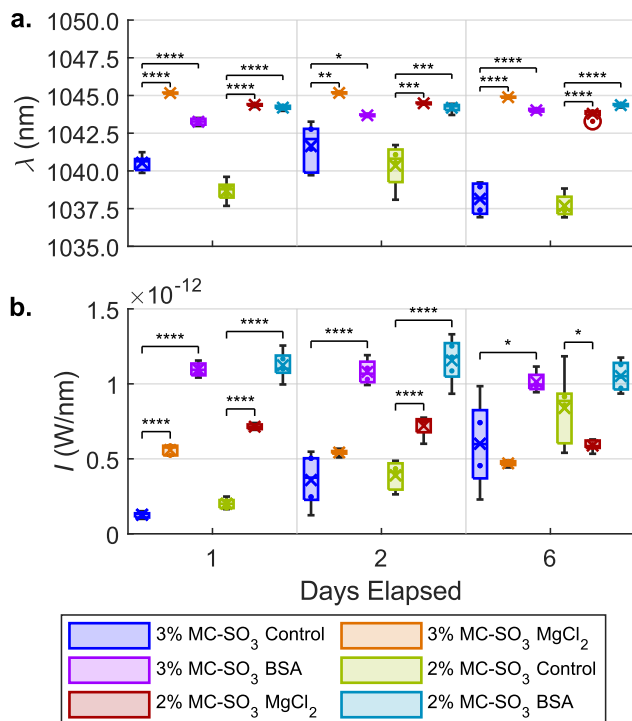 a.
1050.0
1047.5
1045.0
1042.5
1040.0
1037.5
1035.0
λ (nm)
**** **** **** **** * ** *** *** **** **** **** ****
b.
×10⁻¹²
1.5
1
0.5
0
I (W/nm)
**** **** **** **** **** **** **** * *
1 2 6
Days Elapsed
3% MC-SO₃ Control 3% MC-SO₃ MgCl₂
3% MC-SO₃ BSA 2% MC-SO₃ Control
2% MC-SO₃ MgCl₂ 2% MC-SO₃ BSA